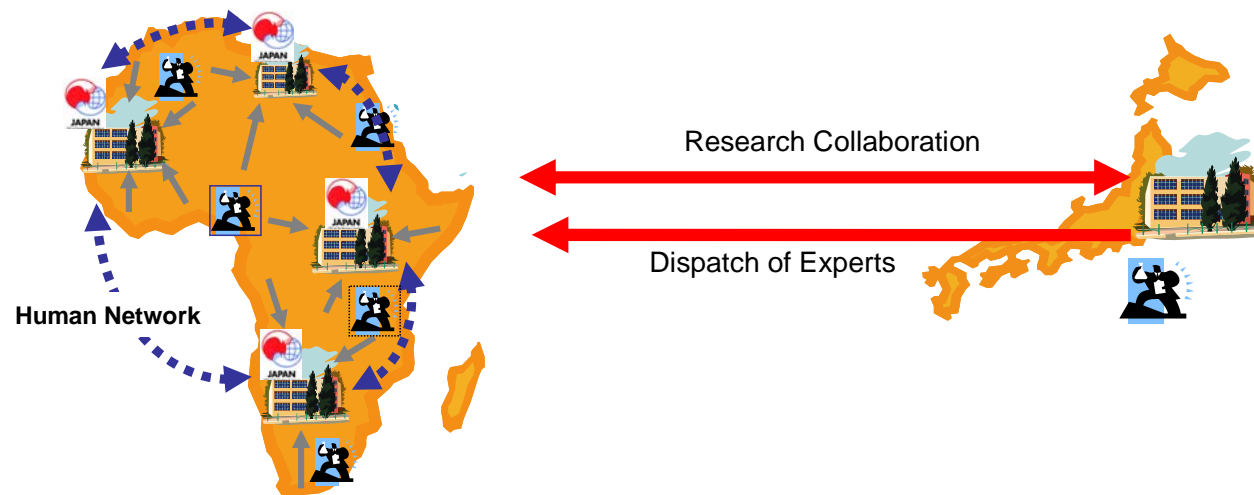 JAPAN
JAPAN
Research Collaboration
JAPAN
Dispatch of Experts
Human Network
JAPAN